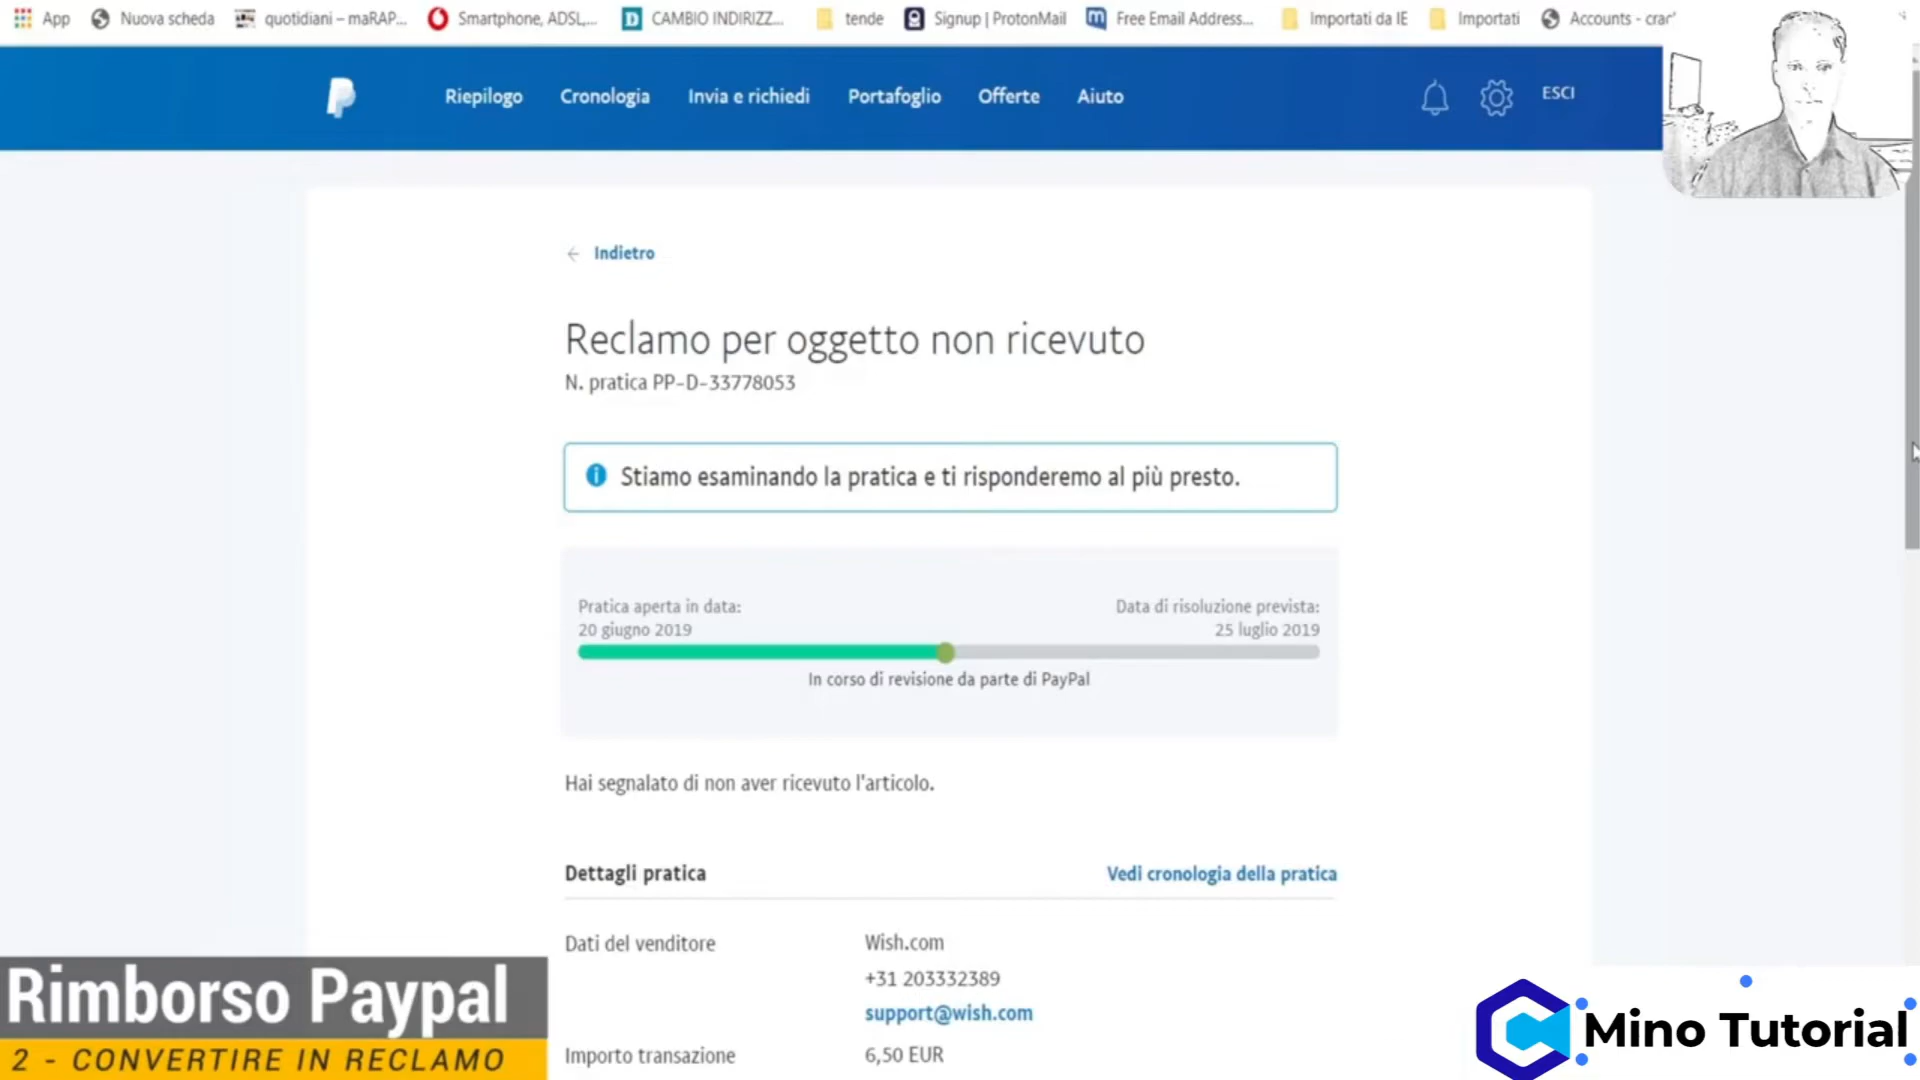 App Nuova scheda quotidiani – maRAP... Smartphone, ADSL,... D CAMBIO INDIRIZZ... tende Signup | ProtonMail Free Email Address... Importati da IE Importati Accounts -
Riepilogo Cronologia Invia e richiedi Portafoglio Offerte Aiuto ESCI
Indietro
Reclamo per oggetto non ricevuto
N. pratica PP-D-33778053
Stiamo esaminando la pratica e ti risponderemo al più presto.
Pratica aperta in data: Data di risoluzione prevista:
20 giugno 2019 25 luglio 2019
In corso di revisione da parte di PayPal
Hai segnalato di non aver ricevuto l'articolo.
Dettagli pratica Vedi cronologia della pratica
Dati del venditore Wish.com
+31 203332389
support@wish.com
Importo transazione 6,50 EUR
Rimborso Paypal
2 - CONVERTIRE IN RECLAMO
Mino Tutorial